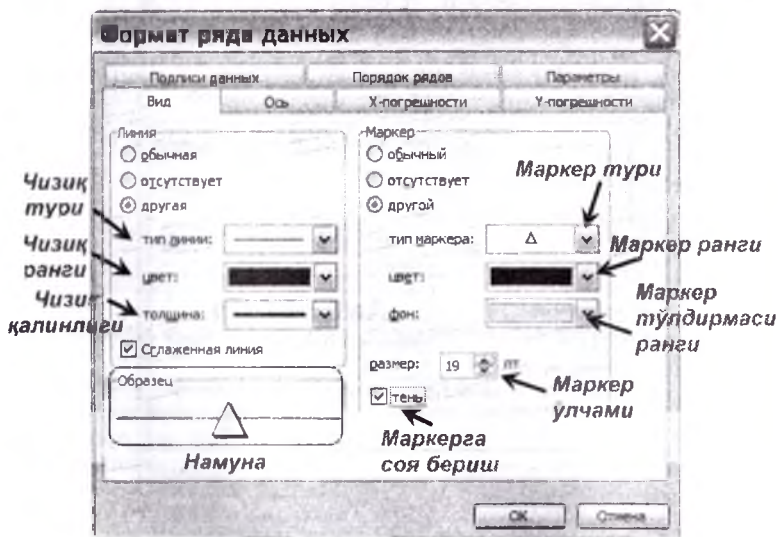 Формат ряда данных
Подписи данных Порядок рядов Параметры
Вид Ось X-погрешности Y-погрешности
Линия
обычная
отсутствует
другая
тип линии:
цвет:
толщина:
Сглаженная линия
Образец
Маркер
обычный
отсутствует
другой
тип маркера:
цвет:
фон:
размер: 19 пт
тень
Чизиқ
тури
Чизиқ
ранги
Чизиқ
қалинлиги
Маркер тури
Маркер ранги
Маркер
тўлдирмаси
ранги
Маркер
ўлчами
Маркерга
соя бериш
Намуна
ОК Отмена